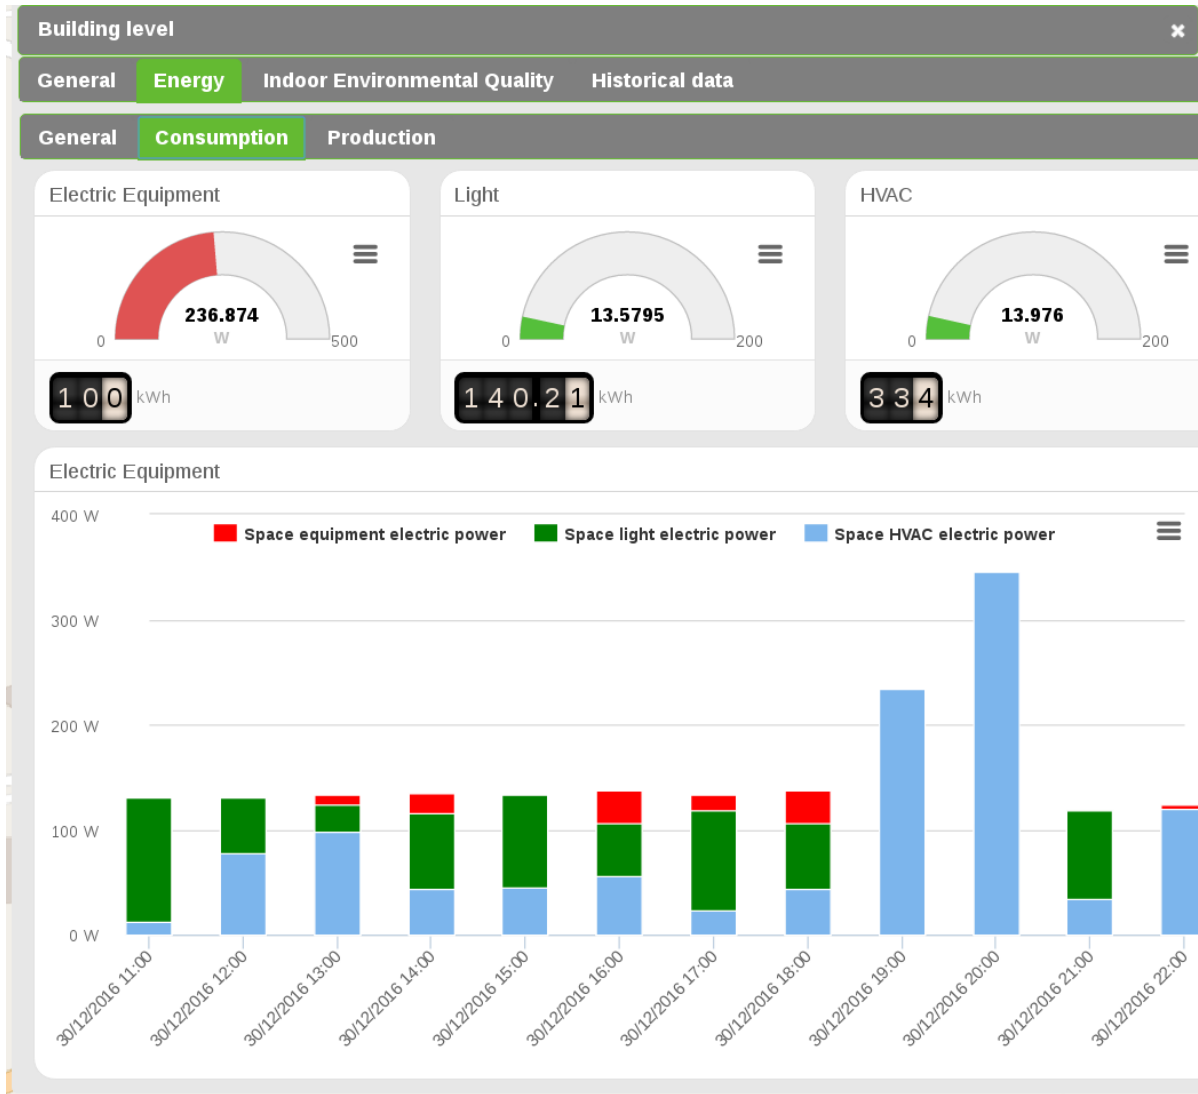 Building level ✖
General Energy Indoor Environmental Quality Historical data
General Consumption Production
Electric Equipment Light HVAC
236.874 13.5795 13.976
0 W 500 0 W 200 0 W 200
100 kWh 140.21 kWh 334 kWh
Electric Equipment
400 W
Space equipment electric power Space light electric power Space HVAC electric power
300 W
200 W
100 W
0 W
30/12/2016 11:00 30/12/2016 12:00 30/12/2016 13:00 30/12/2016 14:00 30/12/2016 15:00 30/12/2016 16:00 30/12/2016 17:00 30/12/2016 18:00 30/12/2016 19:00 30/12/2016 20:00 30/12/2016 21:00 30/12/2016 22:00